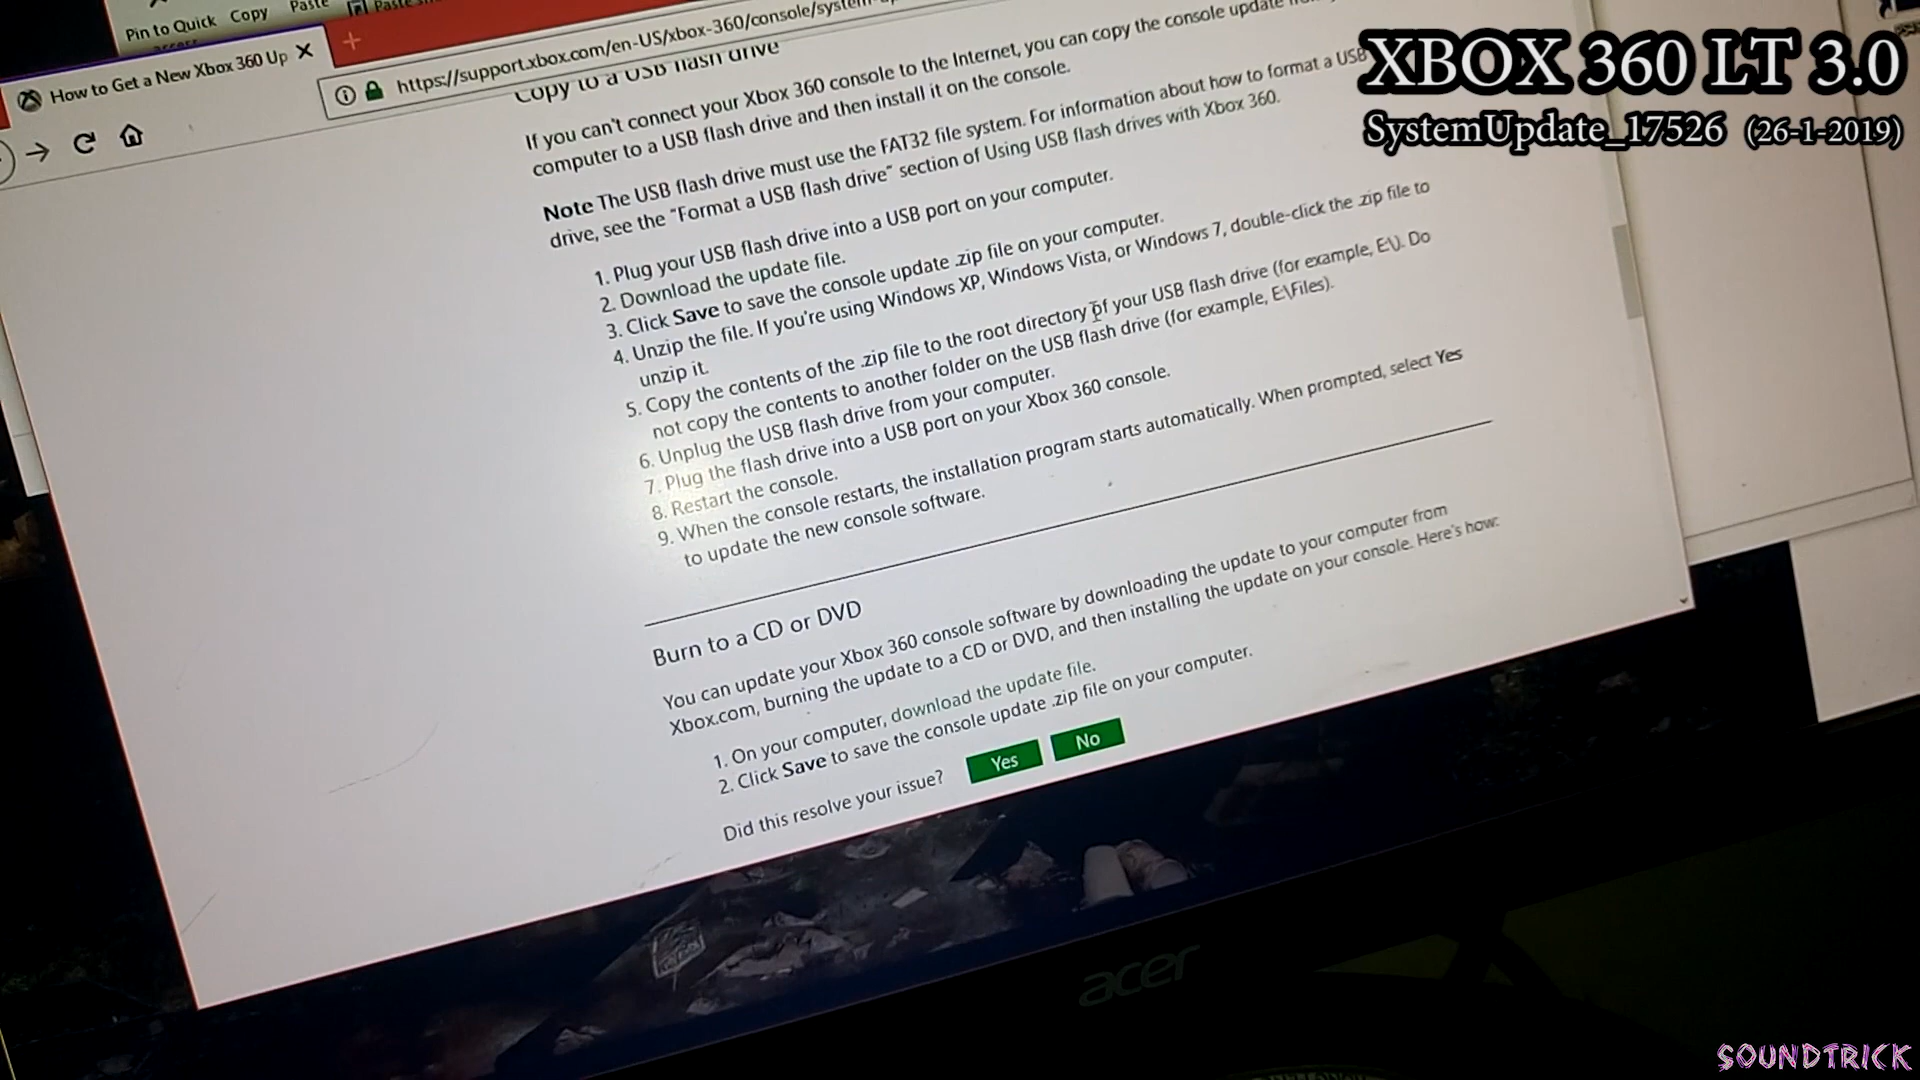 Pin to Quick Copy Paste
How to Get a New Xbox 360 Up
https://support.xbox.com/en-US/xbox-360/console/system-
XBOX 360 LT 3.0
SystemUpdate_17526 (26-1-2019)
Copy to a USB flash drive
If you can't connect your Xbox 360 console to the Internet, you can copy the console update
computer to a USB flash drive and then install it on the console.
Note The USB flash drive must use the FAT32 file system. For information about how to format a USB
drive, see the "Format a USB flash drive" section of Using USB flash drives with Xbox 360.
1. Plug your USB flash drive into a USB port on your computer.
2. Download the update file.
3. Click Save to save the console update .zip file on your computer.
4. Unzip the file. If you're using Windows XP, Windows Vista, or Windows 7, double-click the .zip file to
unzip it.
5. Copy the contents of the .zip file to the root directory of your USB flash drive (for example, E:\). Do
not copy the contents to another folder on the USB flash drive (for example, E:\Files).
6. Unplug the USB flash drive from your computer.
7. Plug the flash drive into a USB port on your Xbox 360 console.
8. Restart the console.
9. When the console restarts, the installation program starts automatically. When prompted, select Yes
to update the new console software.
Burn to a CD or DVD
You can update your Xbox 360 console software by downloading the update to your computer from
Xbox.com, burning the update to a CD or DVD, and then installing the update on your console. Here's how:
1. On your computer, download the update file.
2. Click Save to save the console update .zip file on your computer.
Did this resolve your issue? Yes No
acer
SOUNDTRICK